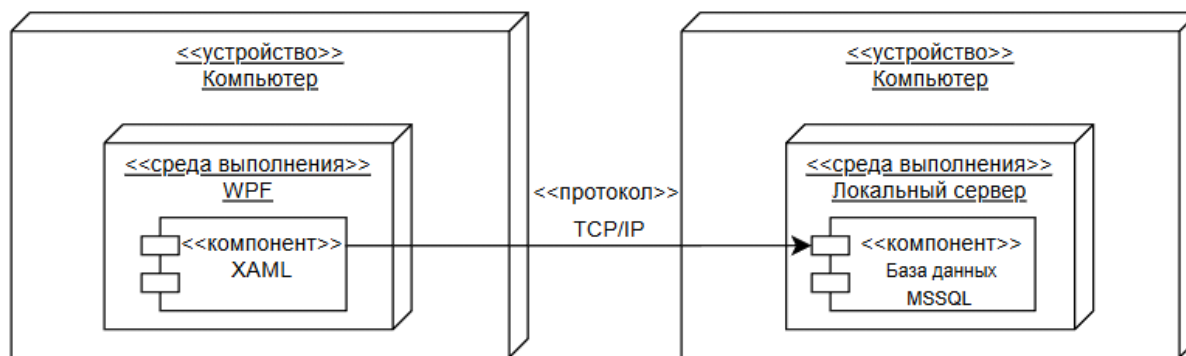 <<устройство>>
Компьютер
<<среда выполнения>>
WPF
<<компонент>>
XAML
<<протокол>>
TCP/IP
<<устройство>>
Компьютер
<<среда выполнения>>
Локальный сервер
<<компонент>>
База данных
MSSQL